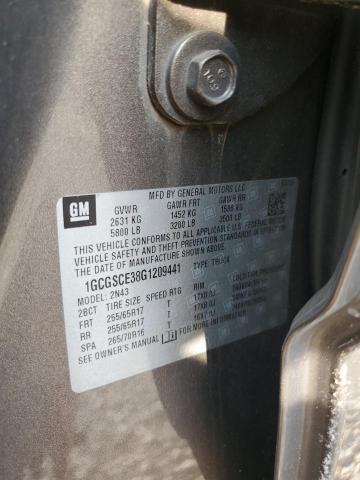 109
MFD BY GENERAL MOTORS LLC
GM
GVWR GAWR FRT GAWR RR
2631 KG 1452 KG 1588 KG
5800 LB 3200 LB 3500 LB
THIS VEHICLE CONFORMS TO ALL APPLICABLE U.S. FEDERAL MOTOR
VEHICLE SAFETY STANDARDS IN EFFECT ON THE
DATE OF MANUFACTURE SHOWN ABOVE.
1GCGSCE38G1209441 TYPE: TRUCK
MODEL: 2N43
2BCT TIRE SIZE SPEED RTG RIM
FRT 255/65R17 T 17X8.0J
RR 255/65R17 T 17X8.0J
SPA 265/70R16 T 16X7.0J
SEE OWNER'S MANUAL FOR MORE INFORMATION